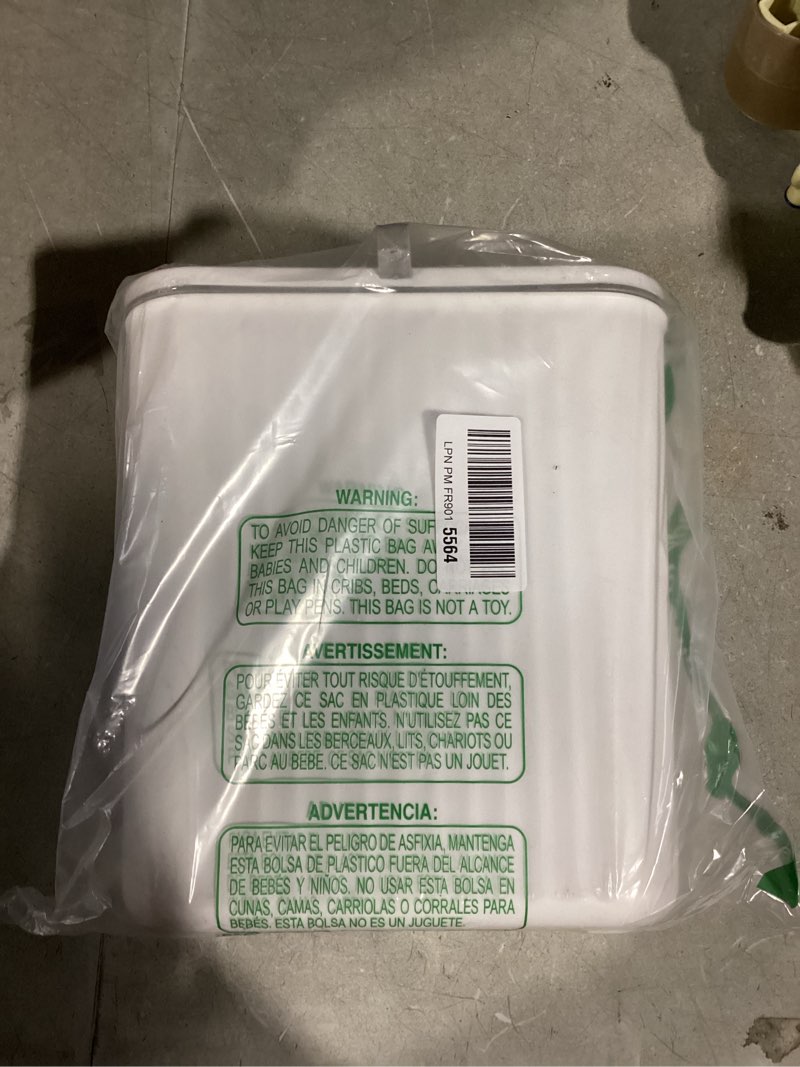 WARNING:
TO AVOID DANGER OF SUF
KEEP THIS PLASTIC BAG AW
BABIES AND CHILDREN. DO
THIS BAG IN CRIBS, BEDS, CARRIAGES
OR PLAY PENS. THIS BAG IS NOT A TOY.
LPN PM FR901 5564
AVERTISSEMENT:
POUR ÉVITER TOUT RISQUE D'ÉTOUFFEMENT,
GARDEZ CE SAC EN PLASTIQUE LOIN DES
BÉBÉS ET LES ENFANTS. N'UTILISEZ PAS CE
SAC DANS LES BERCEAUX, LITS, CHARIOTS OU
PARC AU BEBE. CE SAC N'EST PAS UN JOUET.
ADVERTENCIA:
PARA EVITAR EL PELIGRO DE ASFIXIA, MANTENGA
ESTA BOLSA DE PLASTICO FUERA DEL ALCANCE
DE BEBÉS Y NIÑOS. NO USAR ESTA BOLSA EN
CUNAS, CAMAS, CARRIOLAS O CORRALES PARA
BEBÉS. ESTA BOLSA NO ES UN JUGUETE.